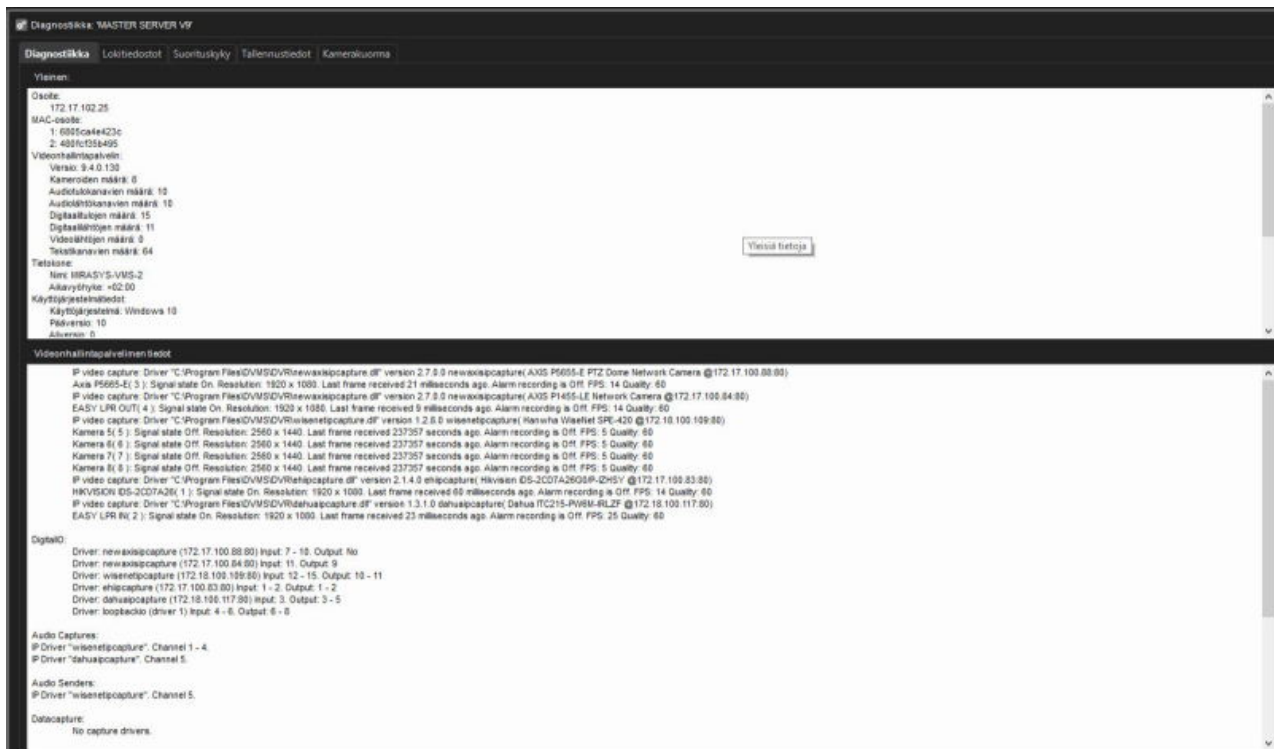 Diagnostiikka: 'MASTER SERVER V9'
Diagnostiikka Lokitiedostot Suorituskyky Tallennustiedot Kamerakuorma
Yleinen:
Osoite:
172.17.102.25
MAC-osoite:
1: 6805ca4e423c
2: 480fcf35b495
Videonhallintapalvelin:
Versio: 9.4.0.130
Kameroiden määrä: 8
Audiotulokanavien määrä: 10
Audiolähtökanavien määrä: 10
Digitaalitulojen määrä: 15
Digitaalilähtöjen määrä: 11
Videolähtöjen määrä: 0
Tekstikanavien määrä: 64
Yleisiä tietoja
Tietokone:
Nimi: MIRASYS-VMS-2
Aikavyöhyke: +02:00
Käyttöjärjestelmätiedot:
Käyttöjärjestelmä: Windows 10
Pääversio: 10
Aliversio: 0
Videonhallintapalvelimen tiedot
IP video capture: Driver "C:\Program Files\DVMS\DVR\newaxisipcapture.dll" version 2.7.0.0 newaxisipcapture( AXIS P5655-E PTZ Dome Network Camera @172.17.100.88:80)
Axis P5665-E( 3 ): Signal state On. Resolution: 1920 x 1080. Last frame received 21 milliseconds ago. Alarm recording is Off. FPS: 14 Quality: 60
IP video capture: Driver "C:\Program Files\DVMS\DVR\newaxisipcapture.dll" version 2.7.0.0 newaxisipcapture( AXIS P1455-LE Network Camera @172.17.100.84:80)
EASY LPR OUT( 4 ): Signal state On. Resolution: 1920 x 1080. Last frame received 9 milliseconds ago. Alarm recording is Off. FPS: 14 Quality: 60
IP video capture: Driver "C:\Program Files\DVMS\DVR\wisenetipcapture.dll" version 1.2.8.0 wisenetipcapture( Hanwha WiseNet SPE-420 @172.18.100.109:80)
Kamera 5( 5 ): Signal state Off. Resolution: 2560 x 1440. Last frame received 237357 seconds ago. Alarm recording is Off. FPS: 5 Quality: 60
Kamera 6( 6 ): Signal state Off. Resolution: 2560 x 1440. Last frame received 237357 seconds ago. Alarm recording is Off. FPS: 5 Quality: 60
Kamera 7( 7 ): Signal state Off. Resolution: 2560 x 1440. Last frame received 237357 seconds ago. Alarm recording is Off. FPS: 5 Quality: 60
Kamera 8( 8 ): Signal state Off. Resolution: 2560 x 1440. Last frame received 237357 seconds ago. Alarm recording is Off. FPS: 5 Quality: 60
IP video capture: Driver "C:\Program Files\DVMS\DVR\ehiipcapture.dll" version 2.1.4.0 ehiipcapture( Hikvision iDS-2CD7A26G0/P-IZHSY @172.17.100.83:80)
HIKVISION iDS-2CD7A26( 1 ): Signal state On. Resolution: 1920 x 1080. Last frame received 60 milliseconds ago. Alarm recording is Off. FPS: 14 Quality: 60
IP video capture: Driver "C:\Program Files\DVMS\DVR\dahuaipcapture.dll" version 1.3.1.0 dahuaipcapture( Dahua ITC215-PW6M-IRLZF @172.18.100.117:80)
EASY LPR IN( 2 ): Signal state On. Resolution: 1920 x 1080. Last frame received 23 milliseconds ago. Alarm recording is Off. FPS: 25 Quality: 60
DigitalIO:
Driver: newaxisipcapture (172.17.100.88:80) Input: 7 - 10. Output: No
Driver: newaxisipcapture (172.17.100.84:80) Input: 11. Output: 9
Driver: wisenetipcapture (172.18.100.109:80) Input: 12 - 15. Output: 10 - 11
Driver: ehiipcapture (172.17.100.83:80) Input: 1 - 2. Output: 1 - 2
Driver: dahuaipcapture (172.18.100.117:80) Input: 3. Output: 3 - 5
Driver: loopbackio (driver 1) Input: 4 - 6. Output: 6 - 8
Audio Captures:
IP Driver "wisenetipcapture". Channel 1 - 4.
IP Driver "dahuaipcapture". Channel 5.
Audio Senders:
IP Driver "wisenetipcapture". Channel 5.
Datacapture:
No capture drivers.